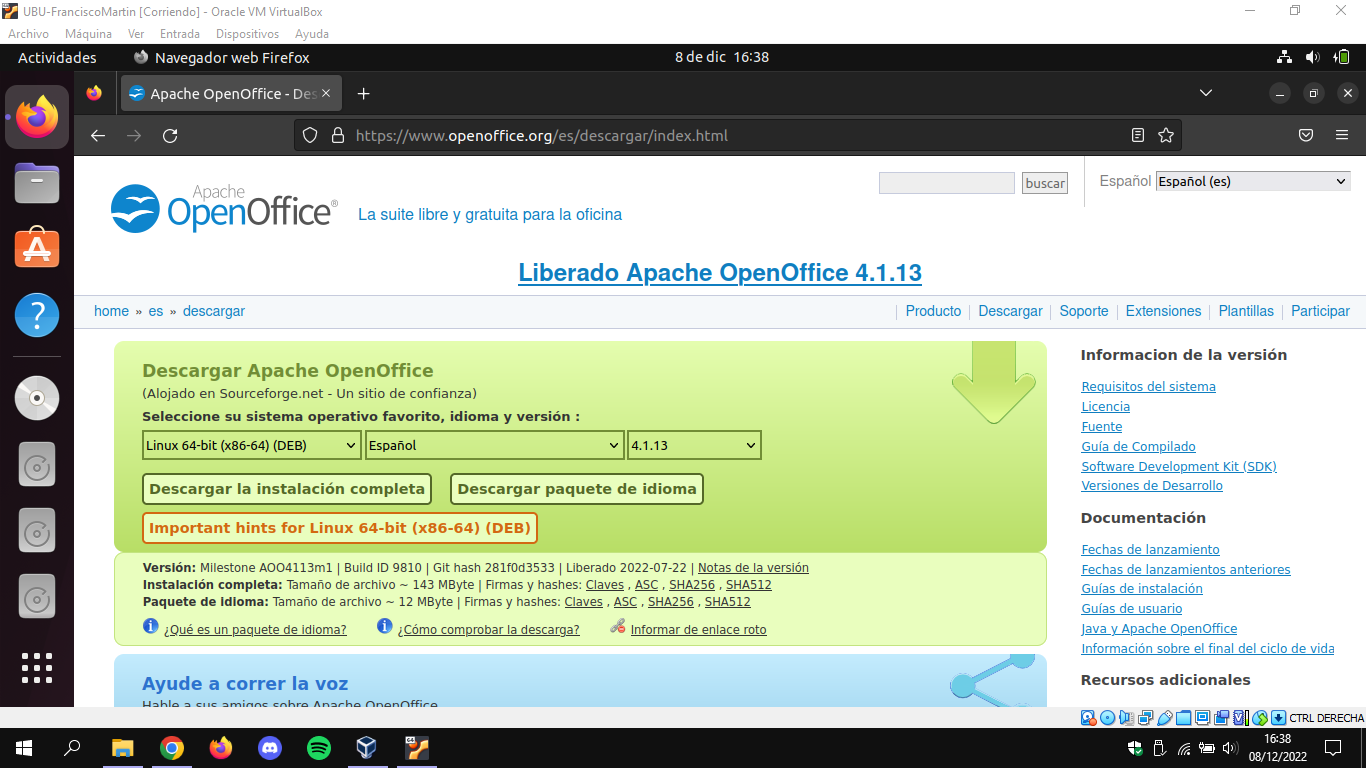 UBU-FranciscoMartin [Corriendo] - Oracle VM VirtualBox
Archivo Máquina Ver Entrada Dispositivos Ayuda
Actividades Navegador web Firefox 8 de dic 16:38
Apache OpenOffice - Des
https://www.openoffice.org/es/descargar/index.html
Apache
OpenOffice®
La suite libre y gratuita para la oficina
buscar
Español Español (es)
Liberado Apache OpenOffice 4.1.13
home » es » descargar
Producto Descargar Soporte Extensiones Plantillas Participar
Descargar Apache OpenOffice
(Alojado en Sourceforge.net - Un sitio de confianza)
Seleccione su sistema operativo favorito, idioma y versión :
Linux 64-bit (x86-64) (DEB) Español 4.1.13
Descargar la instalación completa Descargar paquete de idioma
Important hints for Linux 64-bit (x86-64) (DEB)
Versión: Milestone AOO4113m1 | Build ID 9810 | Git hash 281f0d3533 | Liberado 2022-07-22 | Notas de la versión
Instalación completa: Tamaño de archivo ~ 143 MByte | Firmas y hashes: Claves , ASC , SHA256 , SHA512
Paquete de idioma: Tamaño de archivo ~ 12 MByte | Firmas y hashes: Claves , ASC , SHA256 , SHA512
¿Qué es un paquete de idioma? ¿Cómo comprobar la descarga? Informar de enlace roto
Ayude a correr la voz
Hable a sus amigos sobre Apache OpenOffice
Informacion de la versión
Requisitos del sistema
Licencia
Fuente
Guía de Compilado
Software Development Kit (SDK)
Versiones de Desarrollo
Documentación
Fechas de lanzamiento
Fechas de lanzamientos anteriores
Guías de instalación
Guías de usuario
Java y Apache OpenOffice
Información sobre el final del ciclo de vida
Recursos adicionales
CTRL DERECHA
16:38
08/12/2022